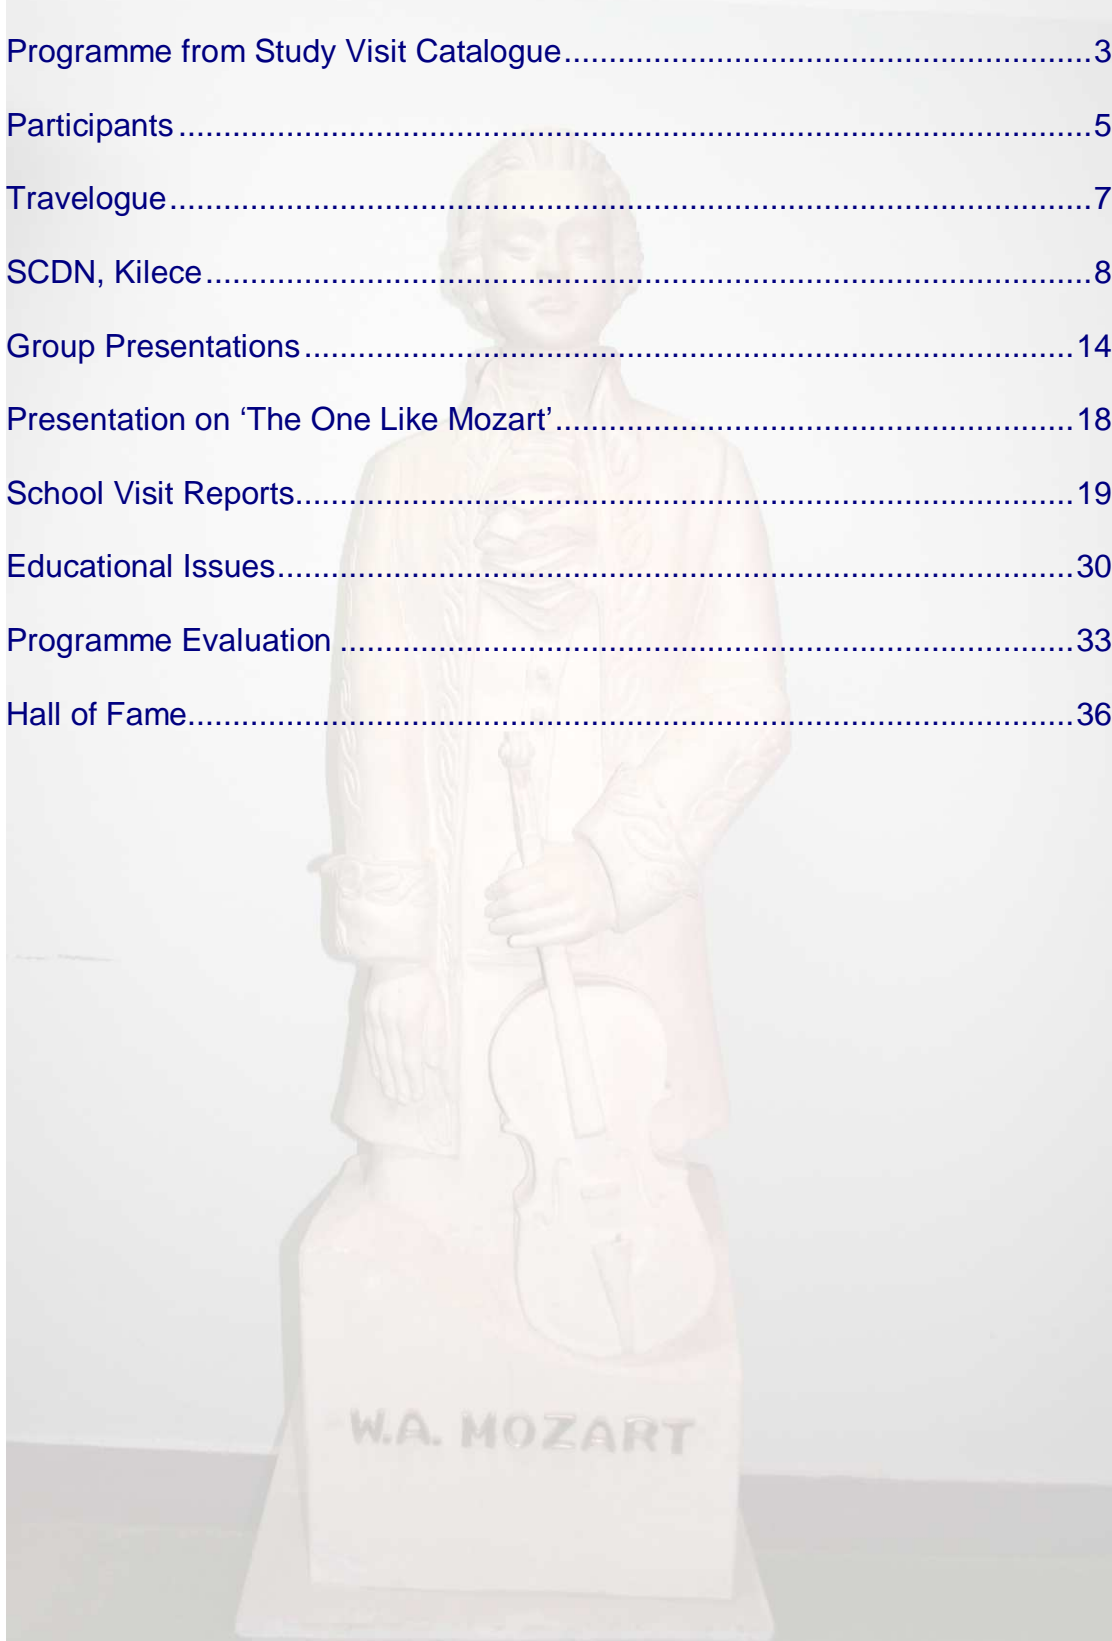 Programme from Study Visit Catalogue............................................................3
Participants......................................................................................................5
Travelogue.......................................................................................................7
SCDN, Kilece...................................................................................................8
Group Presentations......................................................................................14
Presentation on ‘The One Like Mozart’..........................................................18
School Visit Reports.......................................................................................19
Educational Issues.........................................................................................30
Programme Evaluation..................................................................................33
Hall of Fame...................................................................................................36
W.A. MOZART